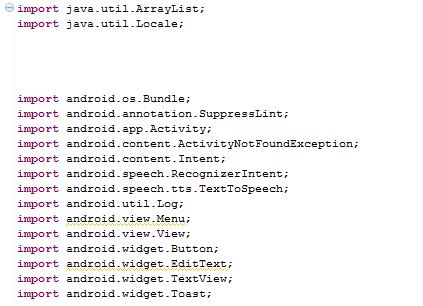 import java.util.ArrayList;
import java.util.Locale;
import android.os.Bundle;
import android.annotation.SuppressLint;
import android.app.Activity;
import android.content.ActivityNotFoundException;
import android.content.Intent;
import android.speech.RecognizerIntent;
import android.speech.tts.TextToSpeech;
import android.util.Log;
import android.view.Menu;
import android.view.View;
import android.widget.Button;
import android.widget.EditText;
import android.widget.TextView;
import android.widget.Toast;